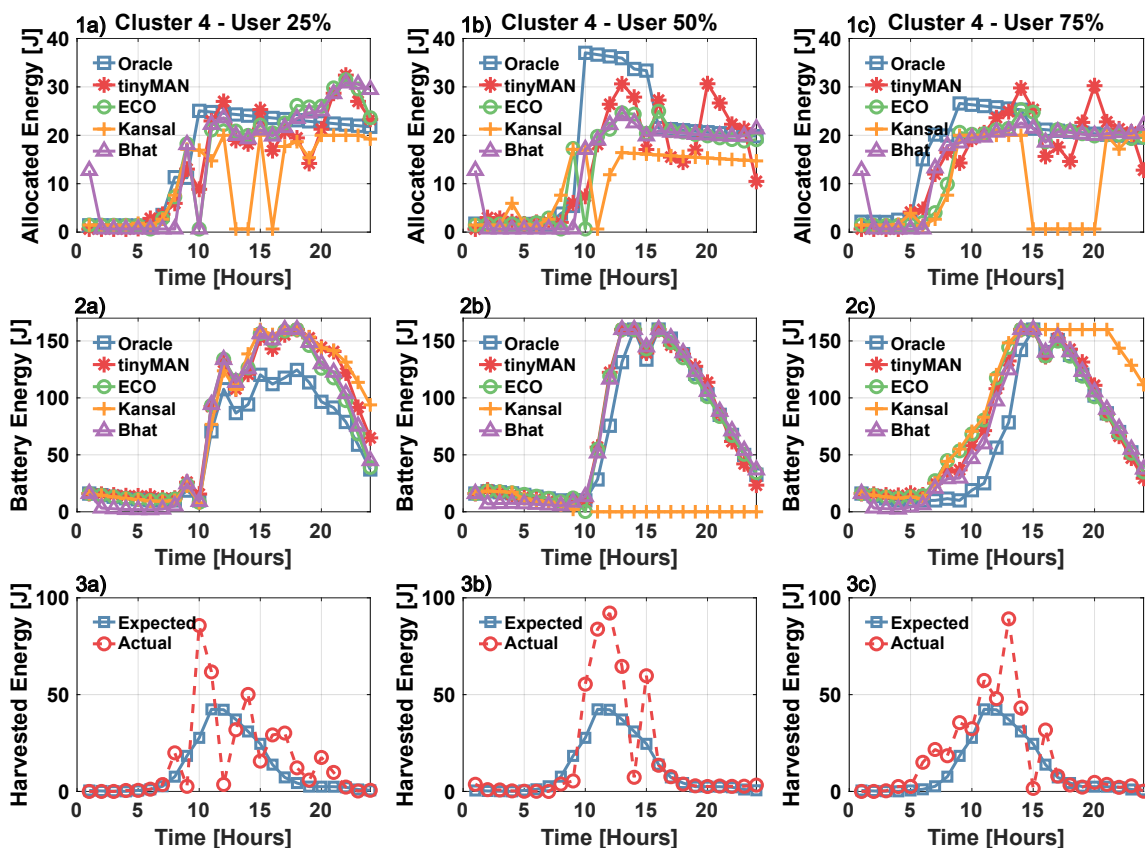 1a) Cluster 4 - User 25%
Allocated Energy [J]
40
30
20
10
0
Oracle
tinyMAN
ECO
Kansal
Bhat
0 5 10 15 20
Time [Hours]
1b) Cluster 4 - User 50%
Allocated Energy [J]
40
30
20
10
0
Oracle
tinyMAN
ECO
Kansal
Bhat
0 5 10 15 20
Time [Hours]
1c) Cluster 4 - User 75%
Allocated Energy [J]
40
30
20
10
0
Oracle
tinyMAN
ECO
Kansal
Bhat
0 5 10 15 20
Time [Hours]
2a)
Battery Energy [J]
150
100
50
0
Oracle
tinyMAN
ECO
Kansal
Bhat
0 5 10 15 20
Time [Hours]
2b)
Battery Energy [J]
150
100
50
0
Oracle
tinyMAN
ECO
Kansal
Bhat
0 5 10 15 20
Time [Hours]
2c)
Battery Energy [J]
150
100
50
0
Oracle
tinyMAN
ECO
Kansal
Bhat
0 5 10 15 20
Time [Hours]
3a)
Harvested Energy [J]
100
50
0
Expected
Actual
0 5 10 15 20
Time [Hours]
3b)
Harvested Energy [J]
100
50
0
Expected
Actual
0 5 10 15 20
Time [Hours]
3c)
Harvested Energy [J]
100
50
0
Expected
Actual
0 5 10 15 20
Time [Hours]